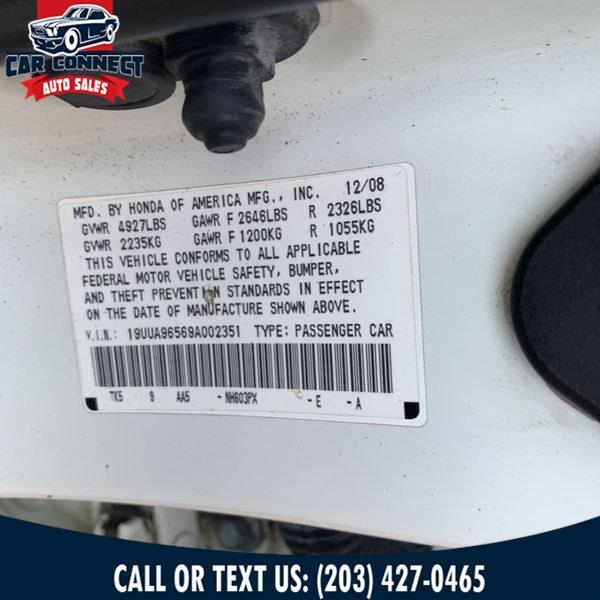 CAR CONNECT
AUTO SALES
MFD. BY HONDA OF AMERICA MFG., INC. 12/08
GVWR 4927LBS GAWR F 2646LBS R 2326LBS
GVWR 2235KG GAWR F 1200KG R 1055KG
THIS VEHICLE CONFORMS TO ALL APPLICABLE
FEDERAL MOTOR VEHICLE SAFETY, BUMPER,
AND THEFT PREVENTION STANDARDS IN EFFECT
ON THE DATE OF MANUFACTURE SHOWN ABOVE.
V.I.N.: 19UUA96569A002351 TYPE: PASSENGER CAR
TK5 9 AA5 - NH603PX - E - A
CALL OR TEXT US: (203) 427-0465